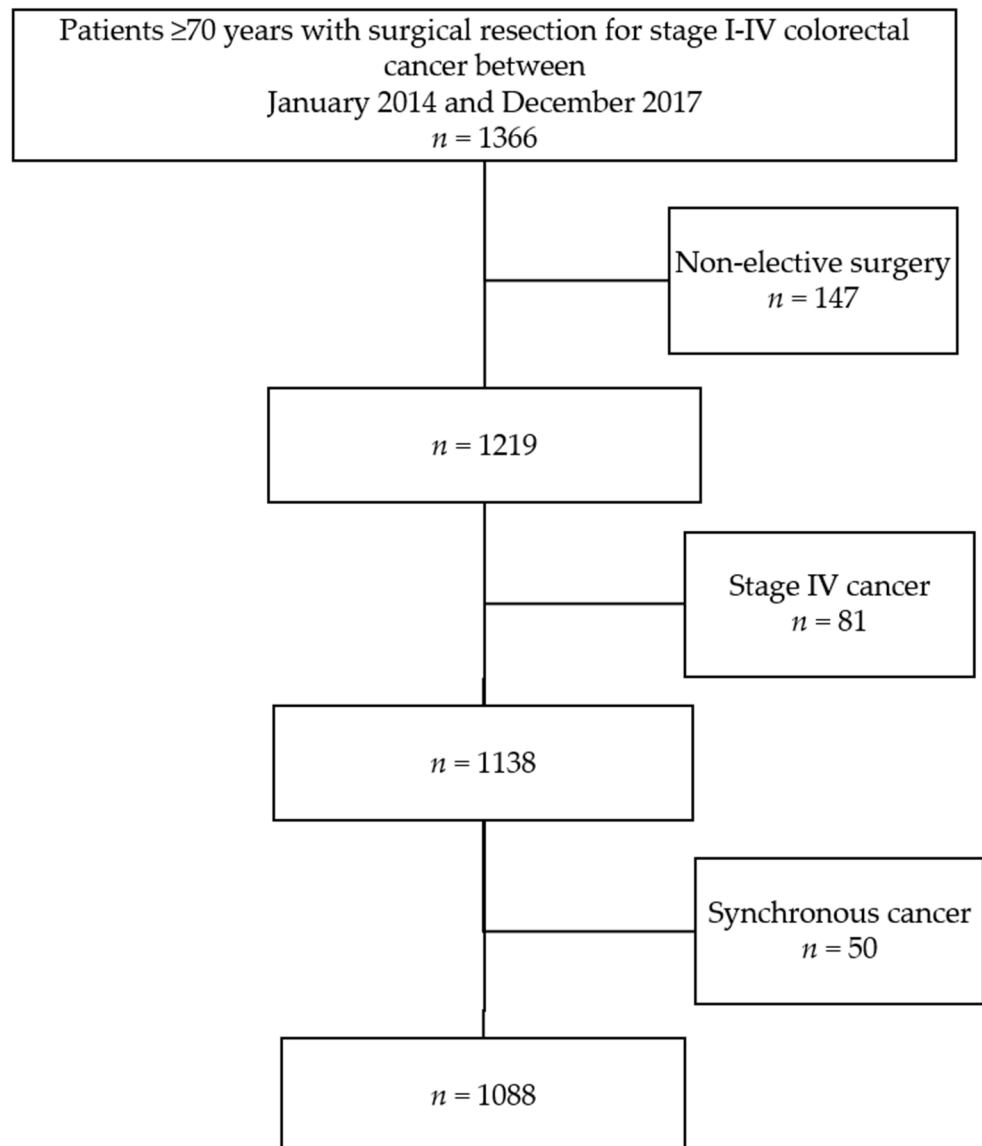 Patients ≥70 years with surgical resection for stage I-IV colorectal
cancer between
January 2014 and December 2017
n = 1366
Non-elective surgery
n = 147
n = 1219
Stage IV cancer
n = 81
n = 1138
Synchronous cancer
n = 50
n = 1088